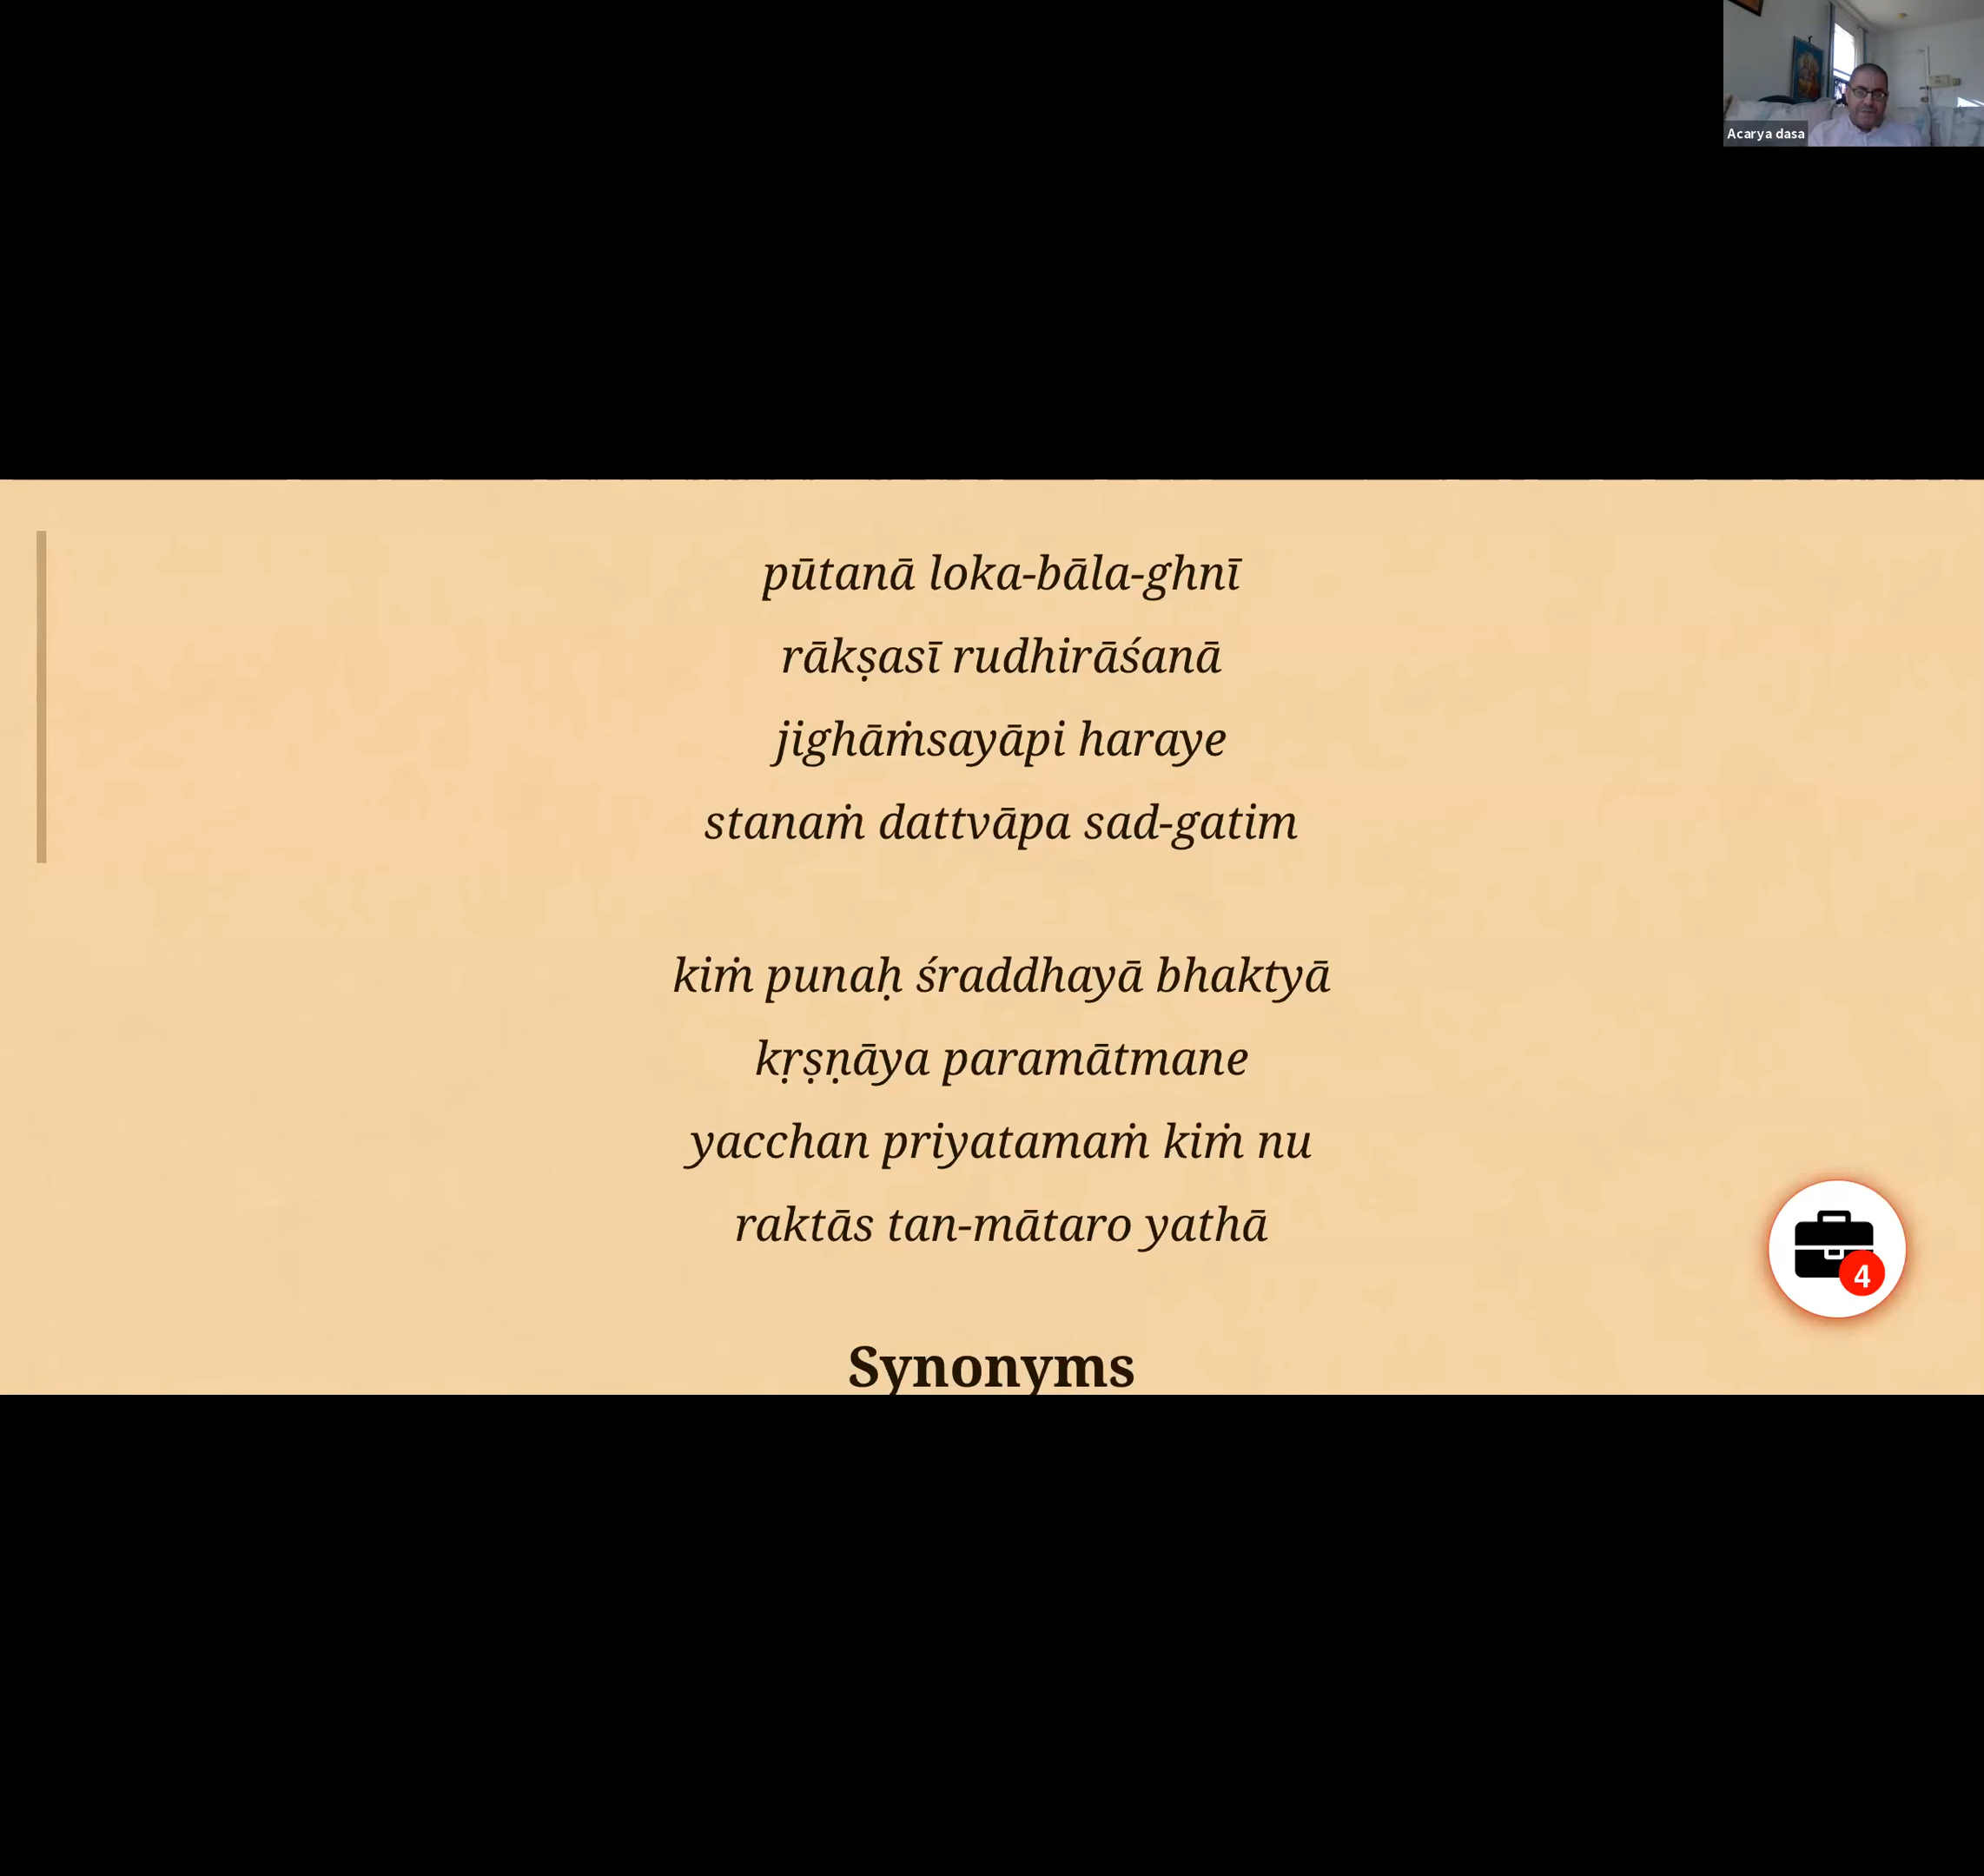 Acarya dasa
pūtanā loka-bāla-ghnī
rākṣasī rudhirāśanā
jighāṁsayāpi haraye
stanaṁ dattvāpa sad-gatim
kiṁ punaḥ śraddhayā bhaktyā
kṛṣṇāya paramātmane
yacchan priyatamaṁ kiṁ nu
raktās tan-mātaro yathā
4
Synonyms